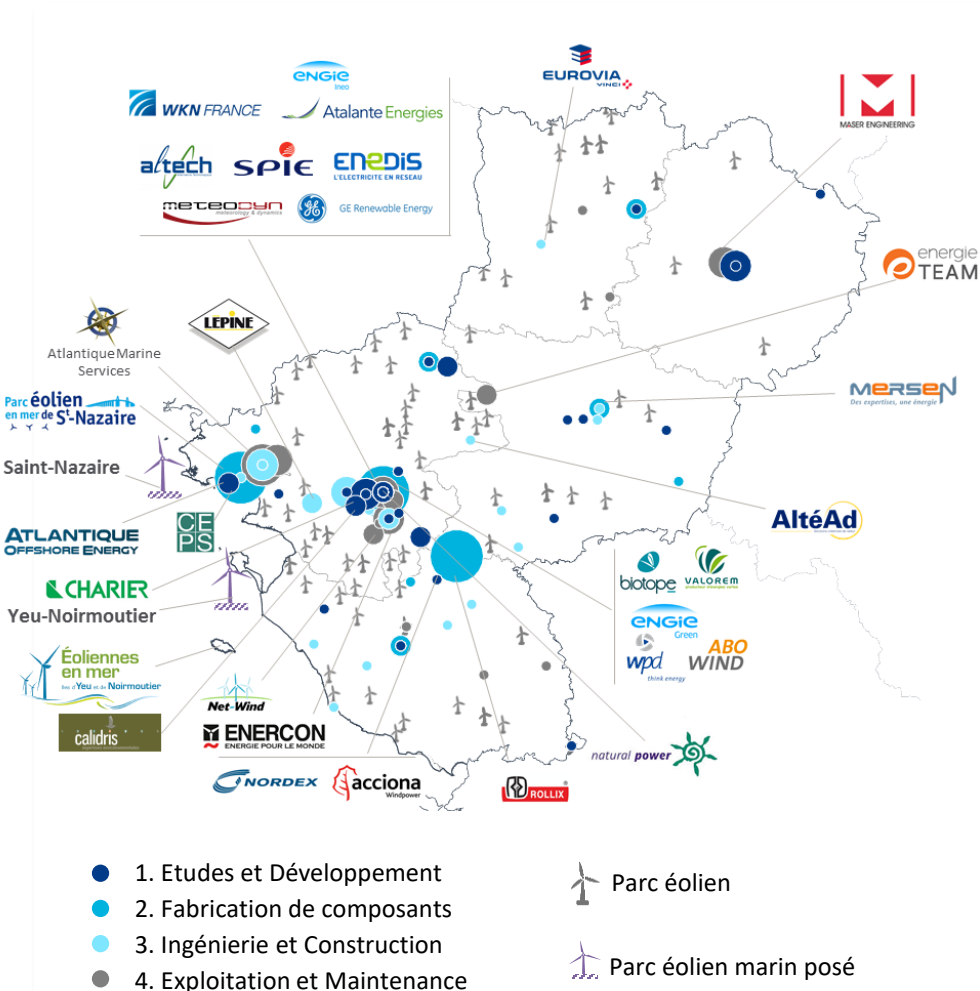 ENGIE
Ineo
WKN FRANCE
Atalante Energies
altech
SPIE
ENEDIS
L'ELECTRICITE EN RESEAU
METEODYN
meteorology & dynamics
GE Renewable Energy
EUROVIA
VINCI
MASER ENGINEERING
energie
TEAM
LEPINE
Atlantique Marine
Services
Parc éolien
en mer de St-Nazaire
Saint-Nazaire
MERSEN
Des expertises, une énergie
ATLANTIQUE
OFFSHORE ENERGY
CE
PS
AltéAd
CHARIER
Yeu-Noirmoutier
biotope
VALOREM
ENGIE
Green
wpd
think energy
ABO
WIND
Éoliennes
en mer
îles d'Yeu et de Noirmoutier
calidris
Net-Wind
ENERCON
ENERGIE POUR LE MONDE
NORDEX
acciona
Windpower
ROLLIX
natural power
1. Etudes et Développement
2. Fabrication de composants
3. Ingénierie et Construction
4. Exploitation et Maintenance
Parc éolien
Parc éolien marin posé